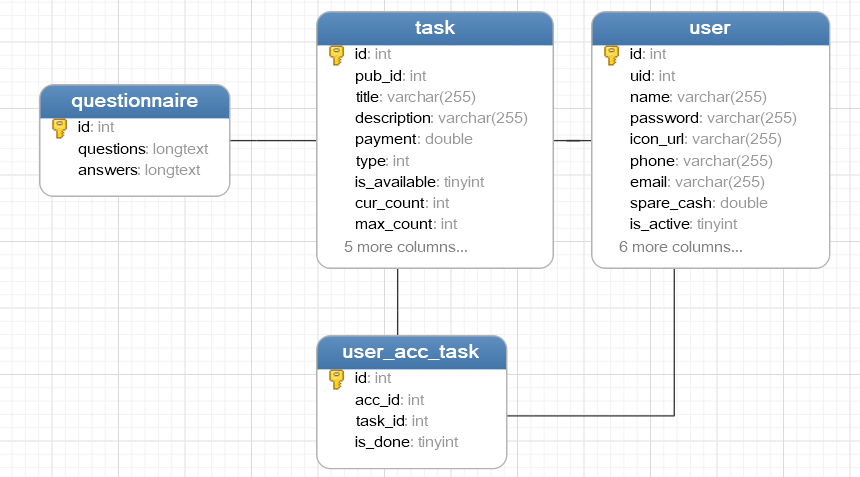 questionnaire
id: int
questions: longtext
answers: longtext
task
id: int
pub_id: int
title: varchar(255)
description: varchar(255)
payment: double
type: int
is_available: tinyint
cur_count: int
max_count: int
5 more columns...
user
id: int
uid: int
name: varchar(255)
password: varchar(255)
icon_url: varchar(255)
phone: varchar(255)
email: varchar(255)
spare_cash: double
is_active: tinyint
6 more columns...
user_acc_task
id: int
acc_id: int
task_id: int
is_done: tinyint